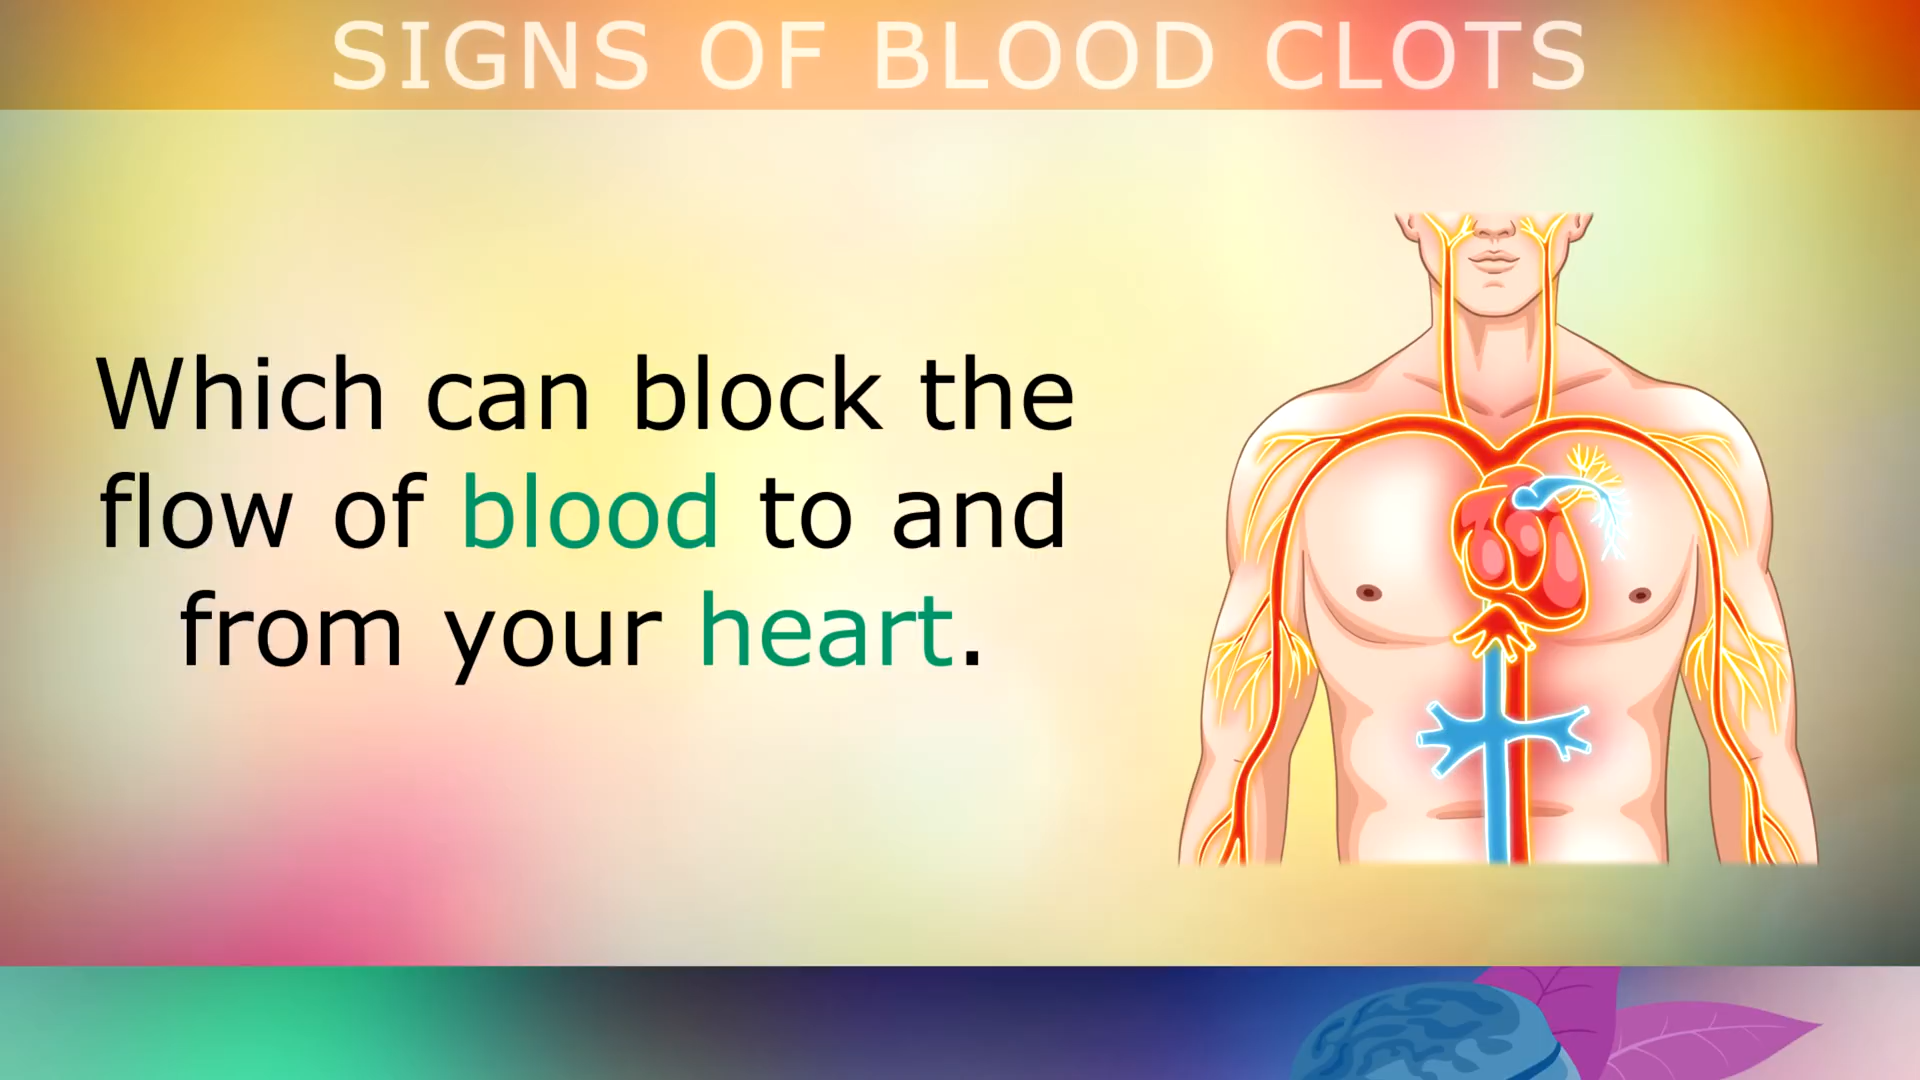 SIGNS OF BLOOD CLOTS
Which can block the
flow of blood to and
from your heart.